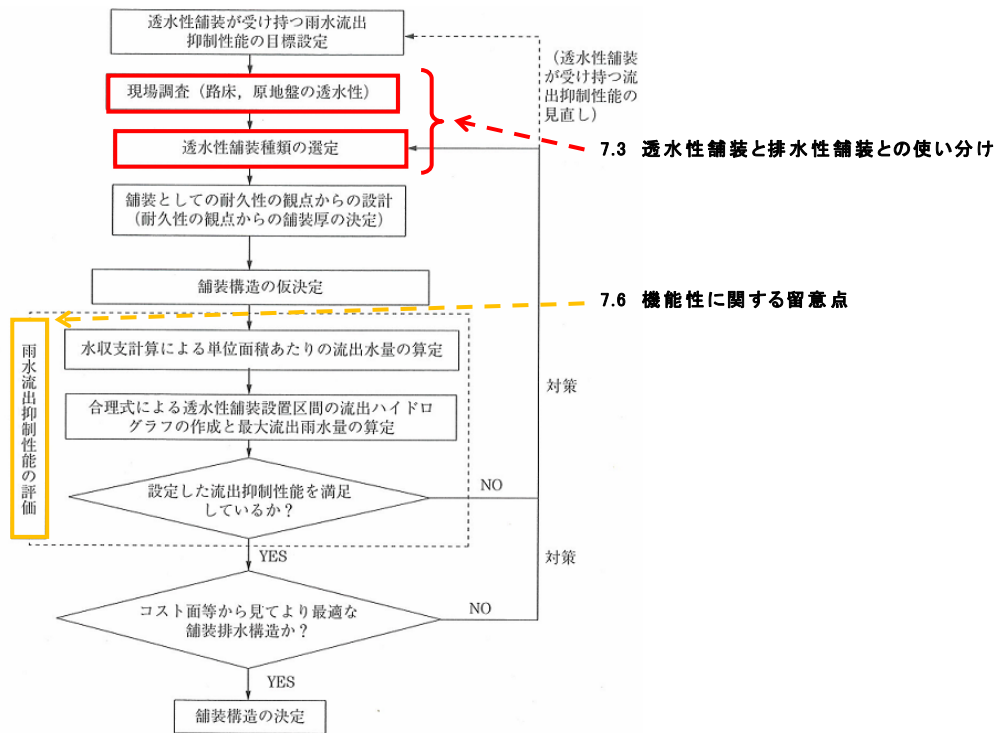 透水性舗装が受け持つ雨水流出
抑制性能の目標設定
（透水性舗装
が受け持つ流
出抑制性能の
見直し）
現場調査（路床，原地盤の透水性）
透水性舗装種類の選定
7.3 透水性舗装と排水性舗装との使い分け
舗装としての耐久性の観点からの設計
（耐久性の観点からの舗装厚の決定）
舗装構造の仮決定
7.6 機能性に関する留意点
雨水流出抑制性能の評価
水収支計算による単位面積あたりの流出水量の算定
対策
合理式による透水性舗装設置区間の流出ハイドロ
グラフの作成と最大流出雨水量の算定
設定した流出抑制性能を満足
しているか？
NO
YES
対策
コスト面等から見てより最適な
舗装排水構造か？
NO
YES
舗装構造の決定